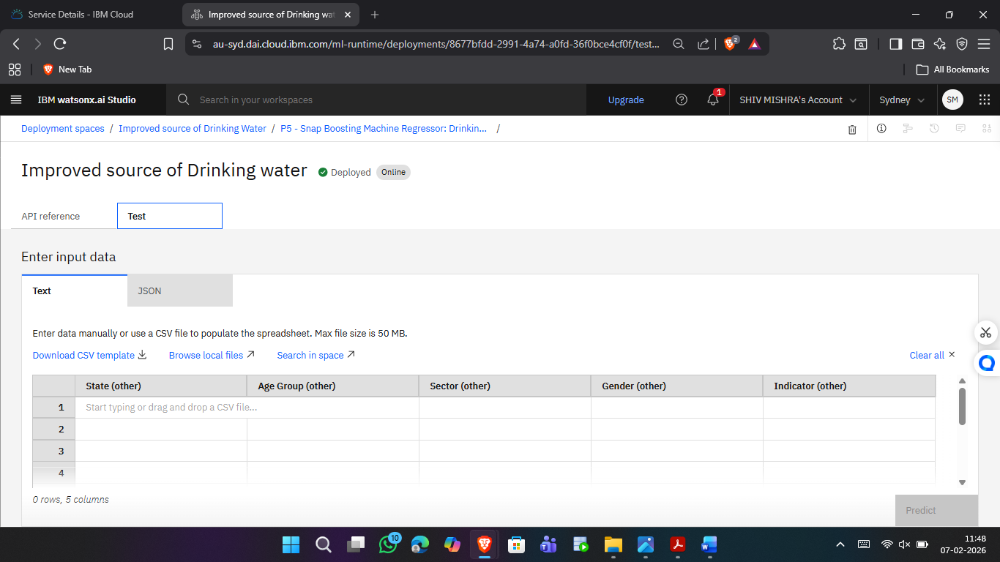 Service Details - IBM Cloud
Improved source of Drinking wat
au-syd.dai.cloud.ibm.com/ml-runtime/deployments/8677bfdd-2991-4a74-a0fd-36f0bce4cf0f/test...
2
New Tab
All Bookmarks
IBM watsonx.ai Studio
Search in your workspaces
Upgrade
1
SHIV MISHRA's Account
Sydney
SM
Deployment spaces / Improved source of Drinking Water / P5 - Snap Boosting Machine Regressor: Drinkin... /
Improved source of Drinking water
Deployed
Online
API reference
Test
Enter input data
Text
JSON
Enter data manually or use a CSV file to populate the spreadsheet. Max file size is 50 MB.
Download CSV template
Browse local files
Search in space
Clear all
State (other) Age Group (other) Sector (other) Gender (other) Indicator (other)
1 Start typing or drag and drop a CSV file...
2
3
4
0 rows, 5 columns
Predict
10
11:48
07-02-2026